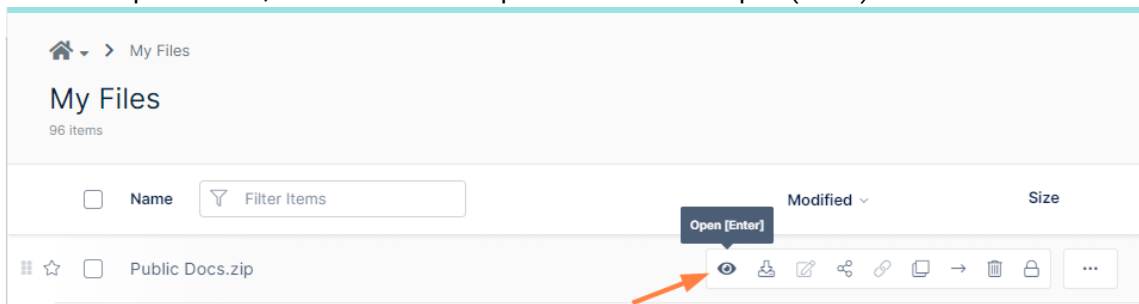 My Files
My Files
96 items
Name
Filter Items
Modified
Size
Open [Enter]
Public Docs.zip